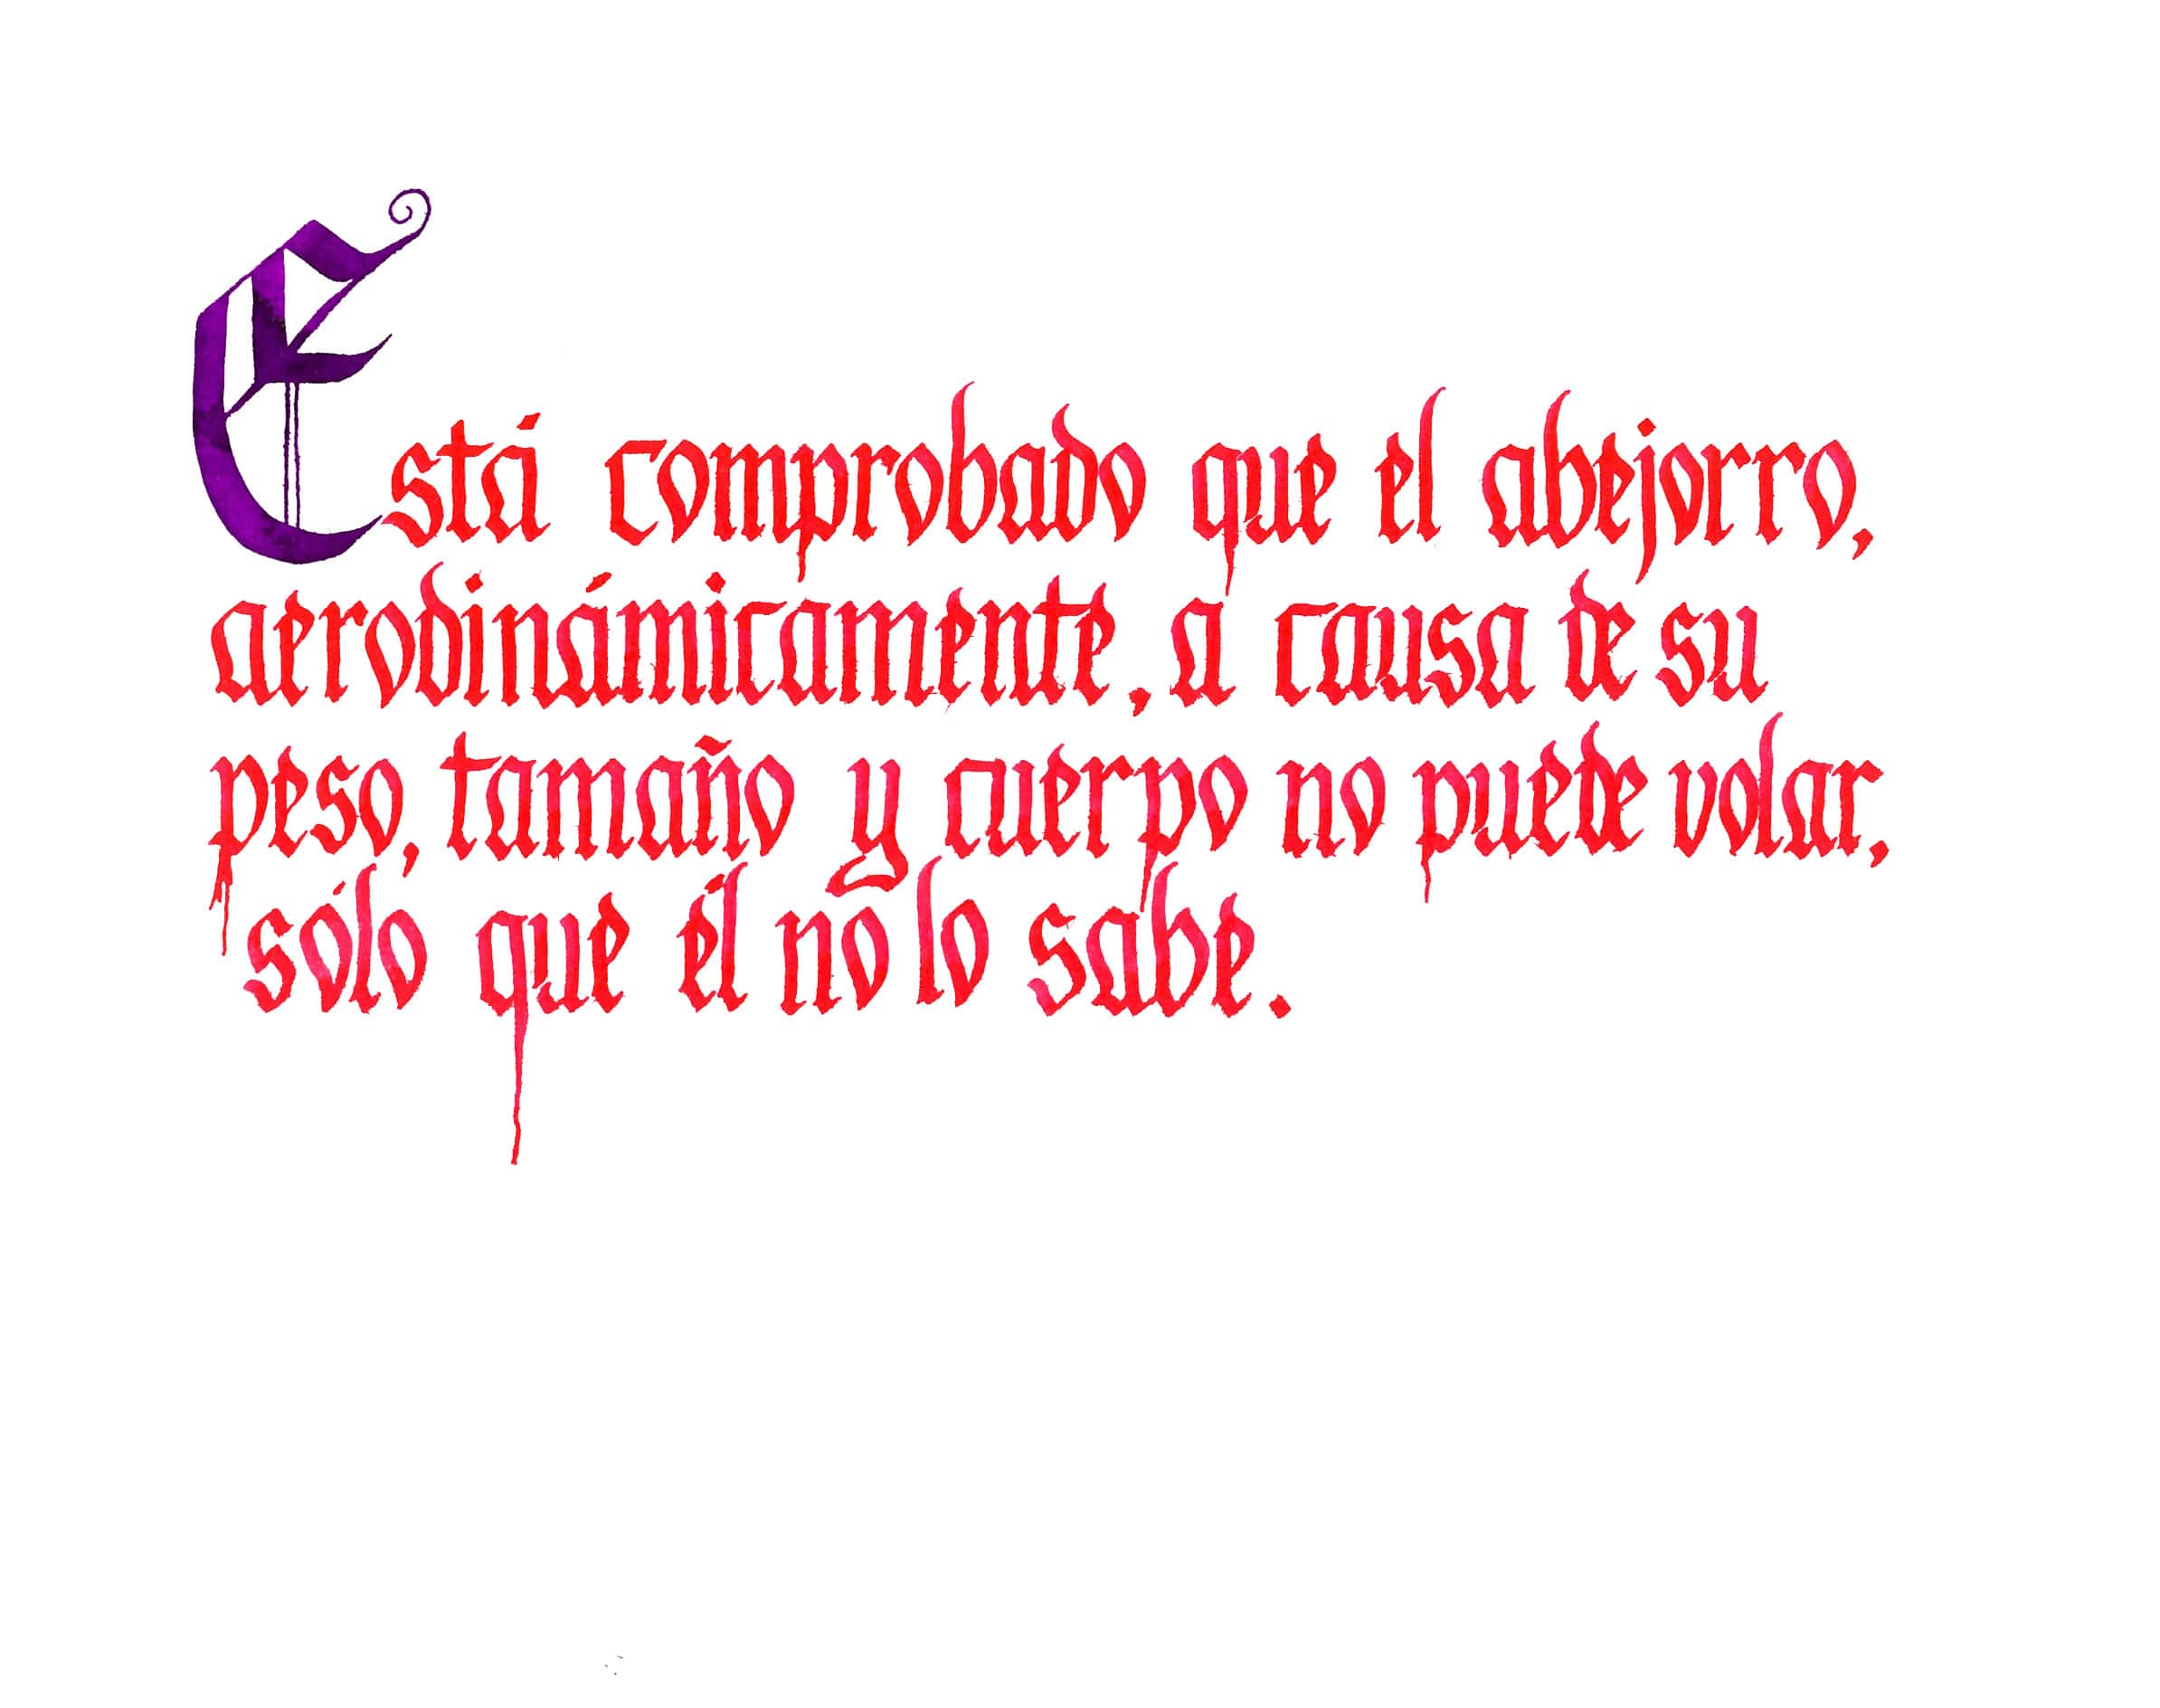 Está comprobado que el abejorro,
aerodinámicamente, a causa de su
peso, tamaño y cuerpo no puede volar,
sólo que él no lo sabe.